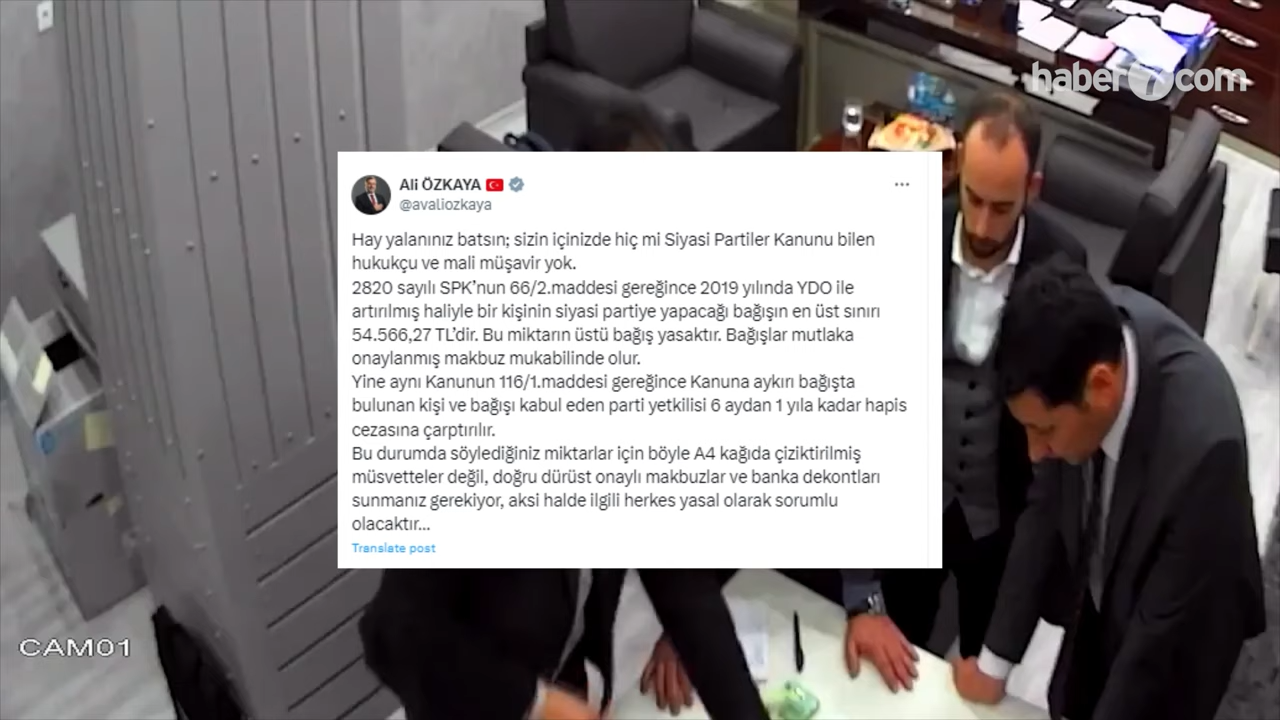 haber7com
Ali ÖZKAYA
@avaliozkaya
Hay yalanınız batsın; sizin içinizde hiç mi Siyasi Partiler Kanunu bilen
hukukçu ve mali müşavir yok.
2820 sayılı SPK’nun 66/2.maddesi gereğince 2019 yılında YDO ile
artırılmış haliyle bir kişinin siyasi partiye yapacağı bağışın en üst sınırı
54.566,27 TL’dir. Bu miktarın üstü bağış yasaktır. Bağışlar mutlaka
onaylanmış makbuz mukabilinde olur.
Yine aynı Kanunun 116/1.maddesi gereğince Kanuna aykırı bağışta
bulunan kişi ve bağışı kabul eden parti yetkilisi 6 aydan 1 yıla kadar hapis
cezasına çarptırılır.
Bu durumda söylediğiniz miktarlar için böyle A4 kağıda çiziktirilmiş
müsvetteler değil, doğru dürüst onaylı makbuzlar ve banka dekontları
sunmanız gerekiyor, aksi halde ilgili herkes yasal olarak sorumlu
olacaktır...
Translate post
CAM01